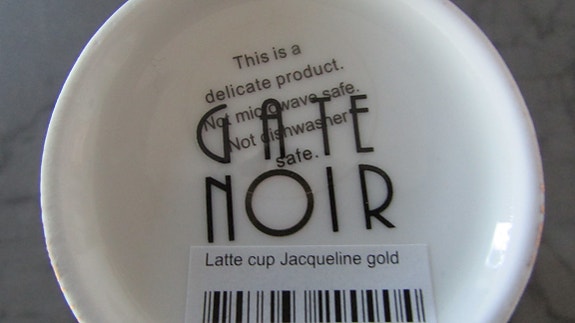 This is a
delicate product.
Not microwave safe.
Not dishwasher
safe.
GATE
NOIR
Latte cup Jacqueline gold